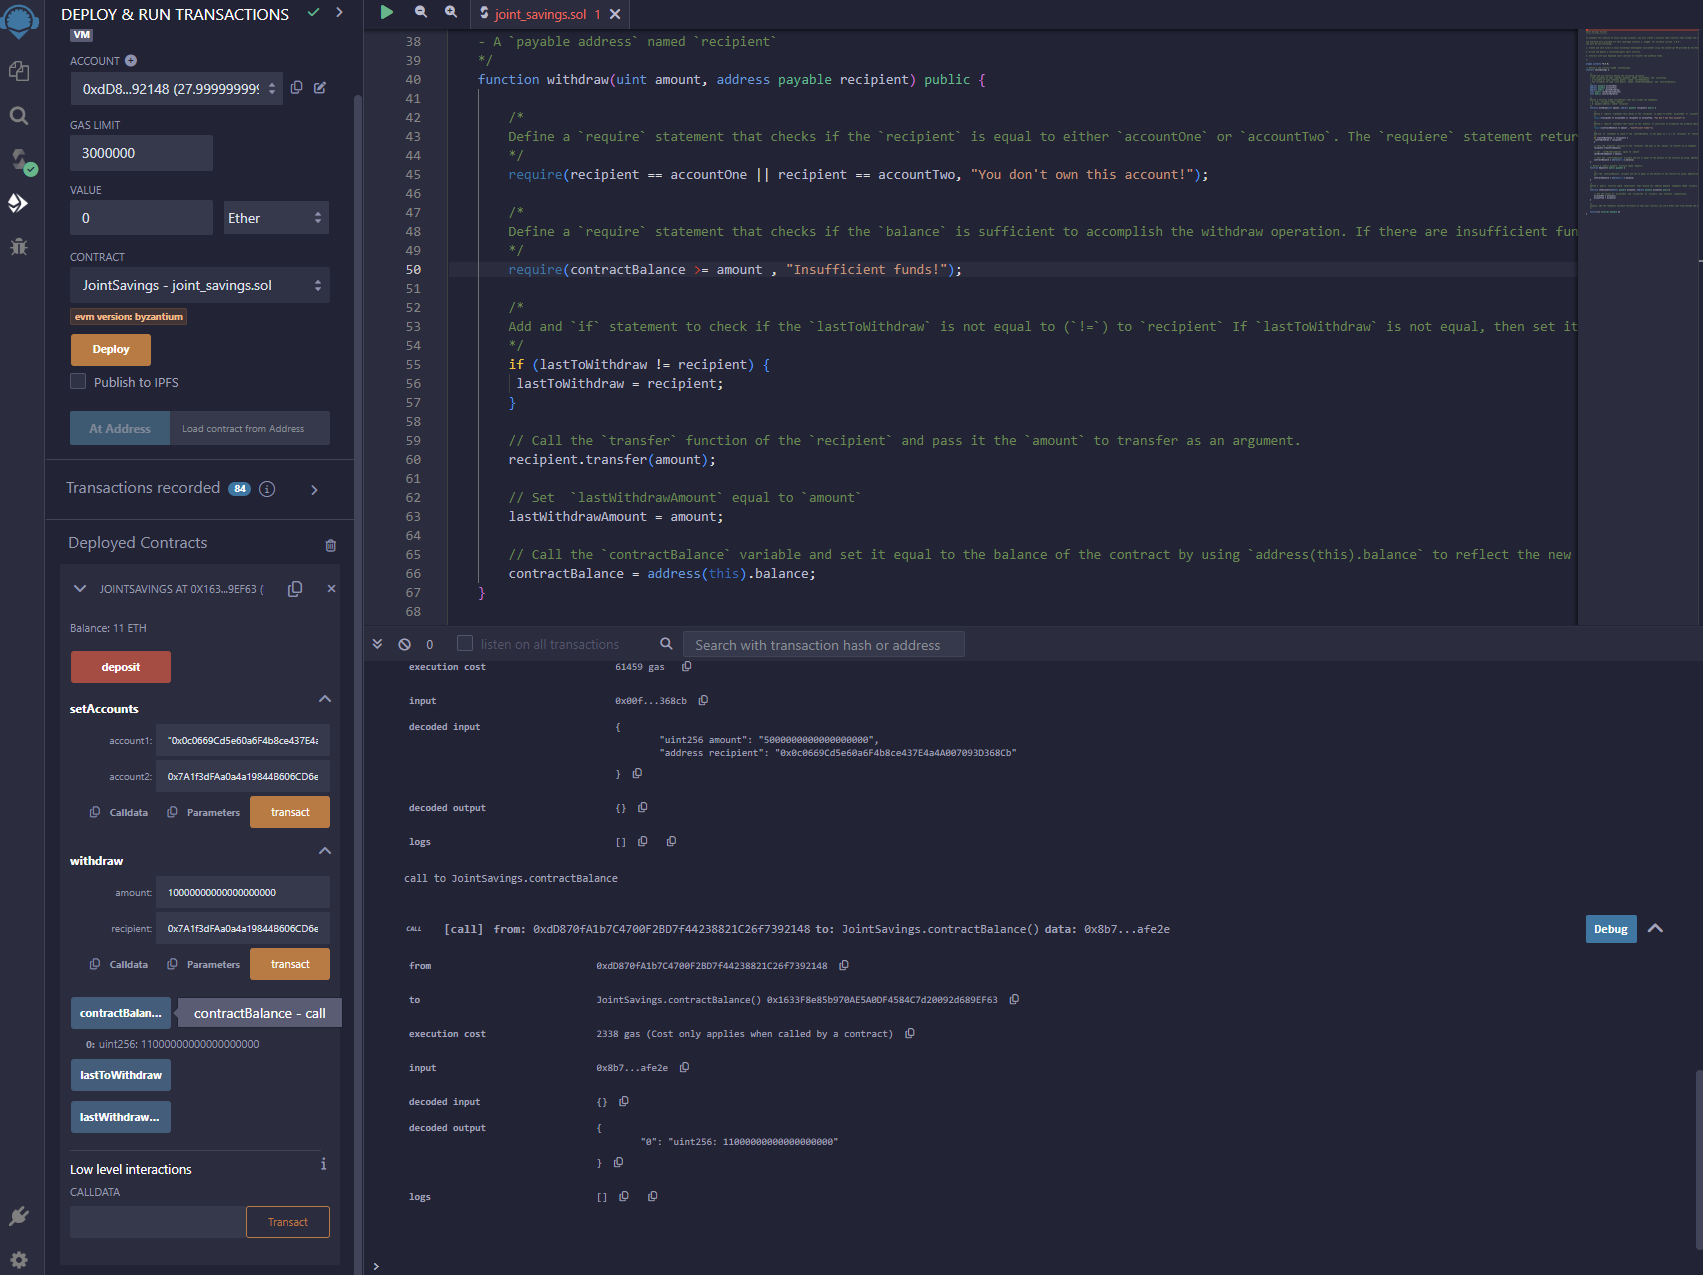 DEPLOY & RUN TRANSACTIONS
VM
ACCOUNT
0xdD8...92148 (27.9999999999
GAS LIMIT
3000000
VALUE
0
Ether
CONTRACT
JointSavings - joint_savings.sol
evm version: byzantium
Deploy
Publish to IPFS
At Address
Load contract from Address
Transactions recorded 84
Deployed Contracts
JOINTSAVINGS AT 0X163...9EF63 (
Balance: 11 ETH
deposit
setAccounts
account1:
"0x0c0669Cd5e60a6F4b8ce437E4a
account2:
0x7A1f3dFAa0a4a19844B606CD6e
Calldata
Parameters
transact
withdraw
amount:
10000000000000000000
recipient:
0x7A1f3dFAa0a4a19844B606CD6e
Calldata
Parameters
transact
contractBalan...
contractBalance - call
0: uint256: 11000000000000000000
lastToWithdraw
lastWithdraw...
Low level interactions
CALLDATA
Transact
joint_savings.sol 1
38 - A `payable address` named `recipient`
39 */
40 function withdraw(uint amount, address payable recipient) public {
41
42 /*
43 Define a `require` statement that checks if the `recipient` is equal to either `accountOne` or `accountTwo`. The `requiere` statement retur
44 */
45 require(recipient == accountOne || recipient == accountTwo, "You don't own this account!");
46
47 /*
48 Define a `require` statement that checks if the `balance` is sufficient to accomplish the withdraw operation. If there are insufficient fun
49 */
50 require(contractBalance >= amount , "Insufficient funds!");
51
52 /*
53 Add and `if` statement to check if the `lastToWithdraw` is not equal to (`!=`) to `recipient` If `lastToWithdraw` is not equal, then set it
54 */
55 if (lastToWithdraw != recipient) {
56 lastToWithdraw = recipient;
57 }
58
59 // Call the `transfer` function of the `recipient` and pass it the `amount` to transfer as an argument.
60 recipient.transfer(amount);
61
62 // Set  `lastWithdrawAmount` equal to `amount`
63 lastWithdrawAmount = amount;
64
65 // Call the `contractBalance` variable and set it equal to the balance of the contract by using `address(this).balance` to reflect the new
66 contractBalance = address(this).balance;
67 }
68
0
listen on all transactions
Search with transaction hash or address
execution cost 61459 gas
input 0x00f...368cb
decoded input {
"uint256 amount": "5000000000000000000",
"address recipient": "0x0c0669Cd5e60a6F4b8ce437E4a4A007093D368Cb"
}
decoded output {}
logs []
call to JointSavings.contractBalance
CALL [call] from: 0xdD870fA1b7C4700F2BD7f44238821C26f7392148 to: JointSavings.contractBalance() data: 0x8b7...afe2e
Debug
from 0xdD870fA1b7C4700F2BD7f44238821C26f7392148
to JointSavings.contractBalance() 0x1633F8e85b970AE5A0DF4584C7d20092d689EF63
execution cost 2338 gas (Cost only applies when called by a contract)
input 0x8b7...afe2e
decoded input {}
decoded output {
"0": "uint256: 11000000000000000000"
}
logs []
>